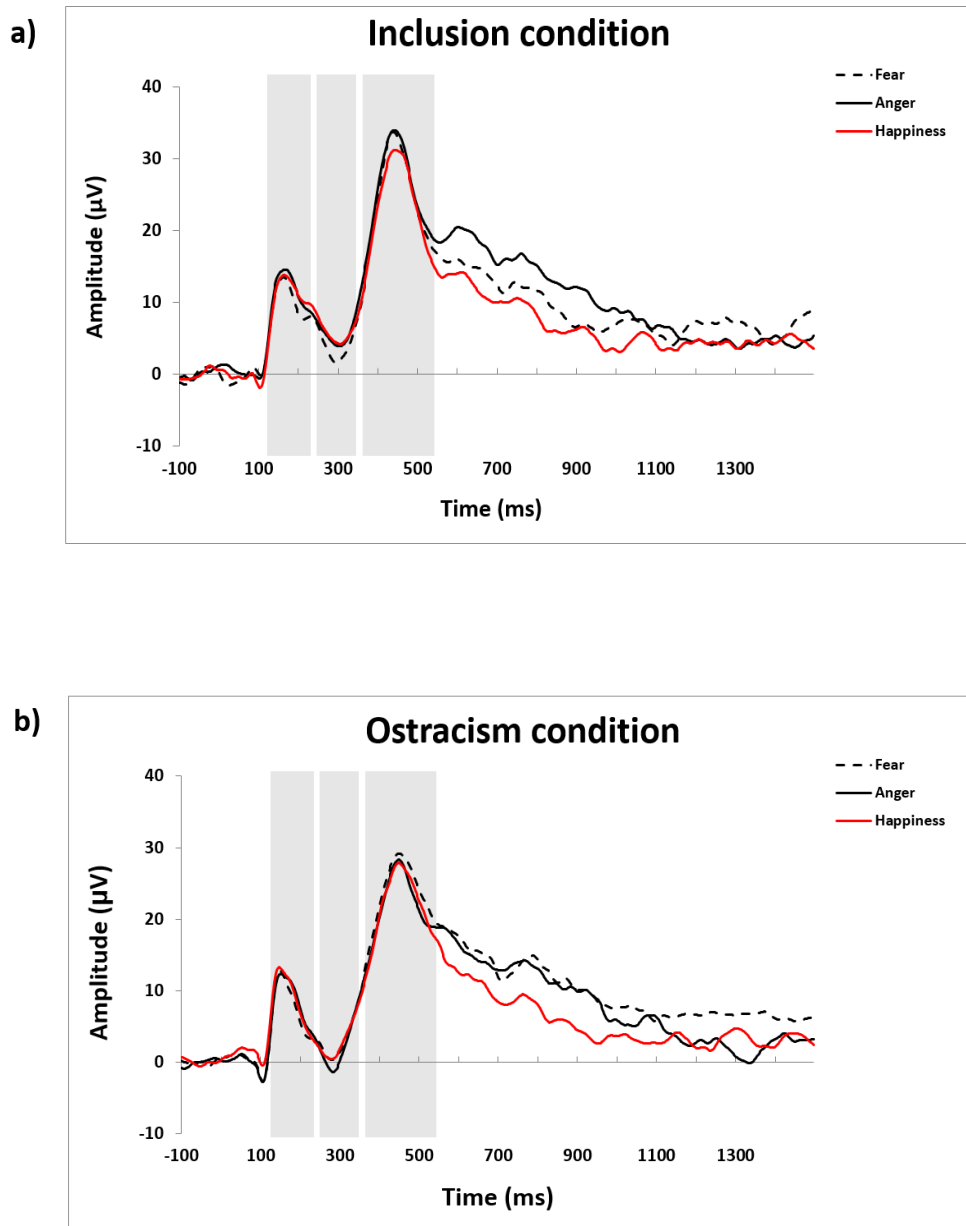 a)
Inclusion condition
Fear
Anger
Happiness
40
30
20
10
0
-10
Amplitude (μV)
-100 100 300 500 700 900 1100 1300
Time (ms)
b)
Ostracism condition
Fear
Anger
Happiness
40
30
20
10
0
-10
Amplitude (μV)
-100 100 300 500 700 900 1100 1300
Time (ms)